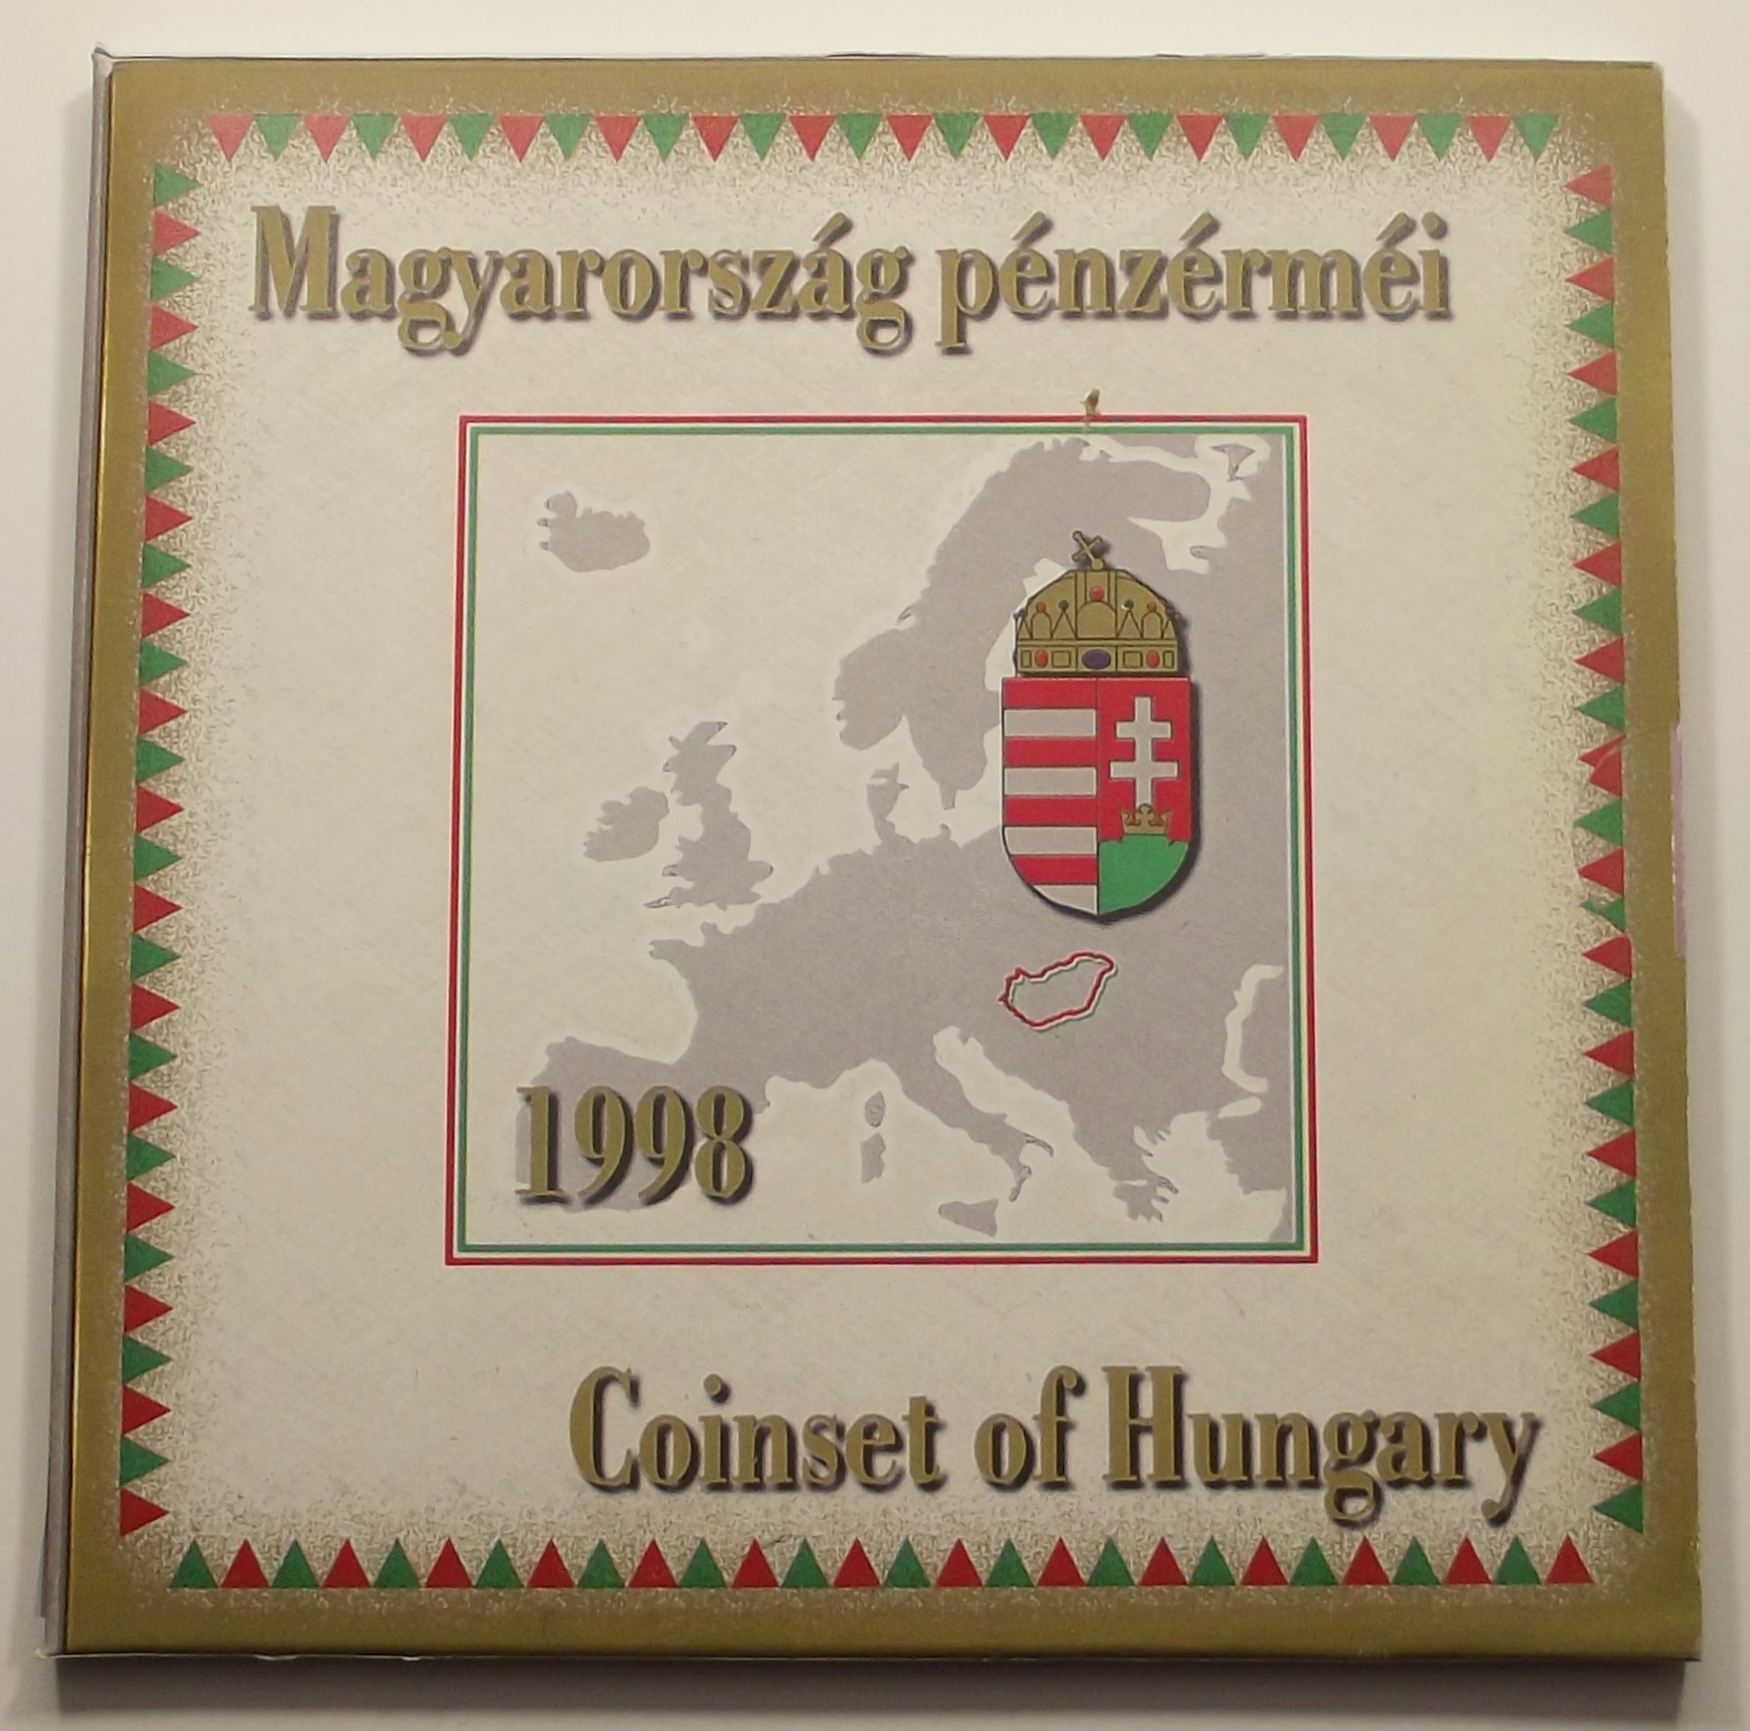 Magyarország pénzérméi
1998
Coinset of Hungary